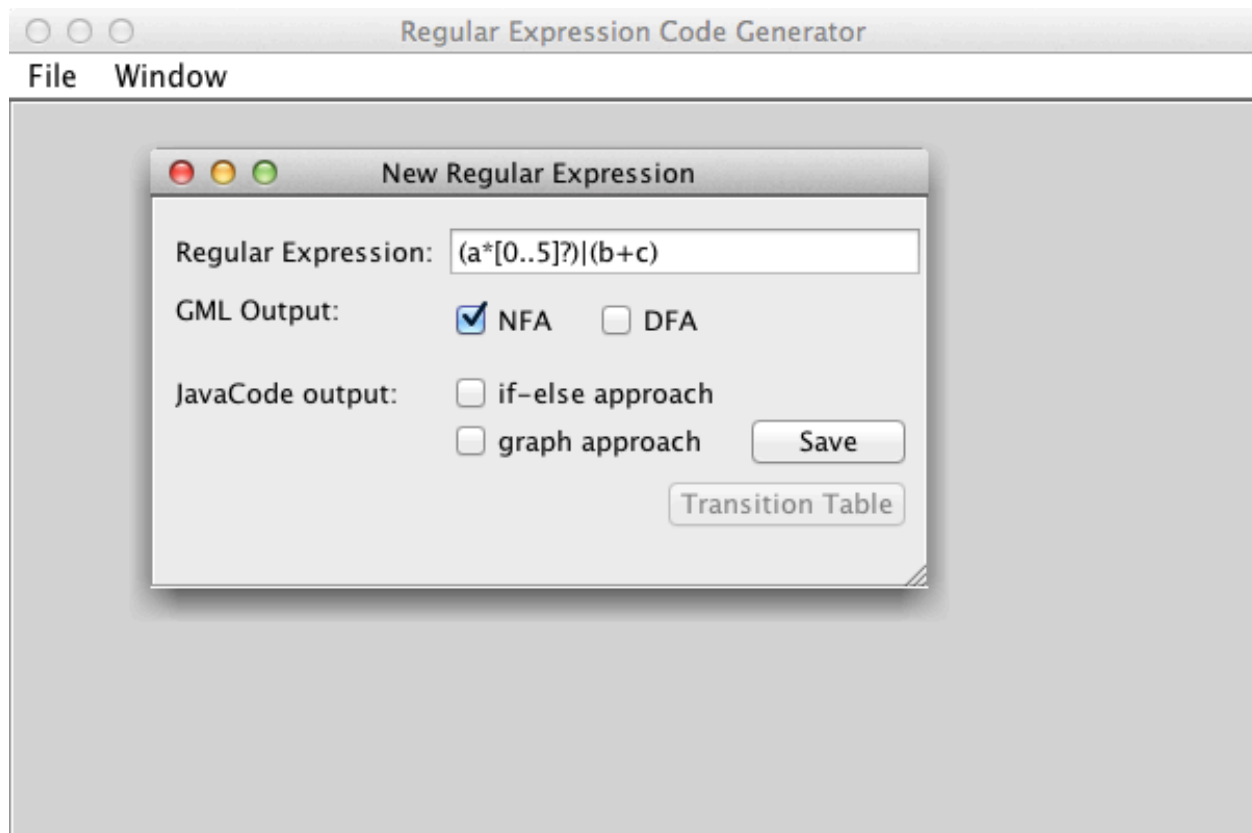 Regular Expression Code Generator
File Window
New Regular Expression
Regular Expression: (a*[0..5]?)|(b+c)
GML Output: NFA DFA
JavaCode output: if-else approach
graph approach Save
Transition Table